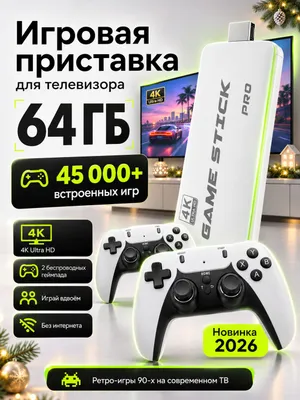 Игровая
приставка
для телевизора
64 ГБ
45 000+
встроенных игр
4K
4K Ultra HD
2 беспроводных
геймпада
Играй вдвоём
Без интернета
4K
GAME STICK
PRO
4K
Новинка
2026
Ретро-игры 90-х на современном ТВ